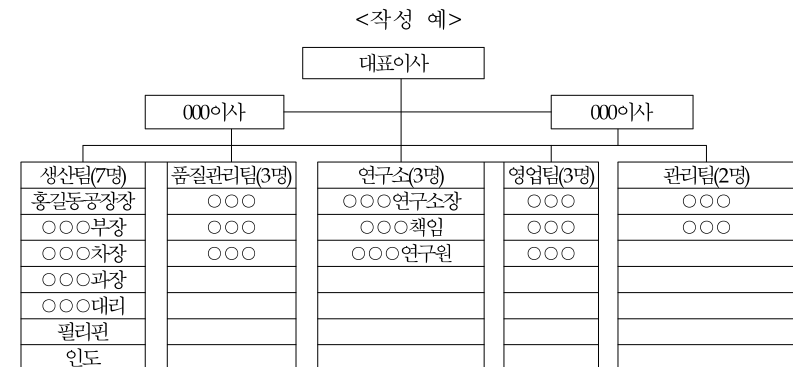 <작성 예>
대표이사
000이사 000이사
생산팀(7명) 품질관리팀(3명) 연구소(3명) 영업팀(3명) 관리팀(2명)
홍길동공장장 ○○○ ○○○연구소장 ○○○ ○○○
○○○부장 ○○○ ○○○책임 ○○○ ○○○
○○○차장 ○○○ ○○○연구원 ○○○
○○○과장
○○○대리
필리핀
인도